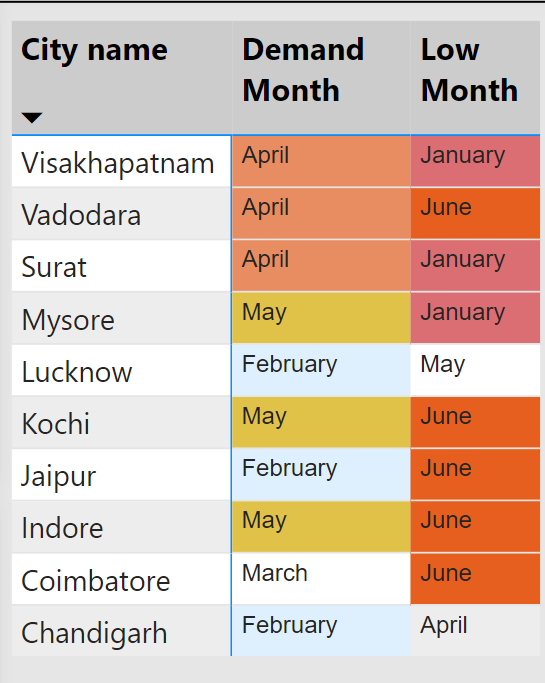 City name Demand Month Low Month
Visakhapatnam April January
Vadodara April June
Surat April January
Mysore May January
Lucknow February May
Kochi May June
Jaipur February June
Indore May June
Coimbatore March June
Chandigarh February April